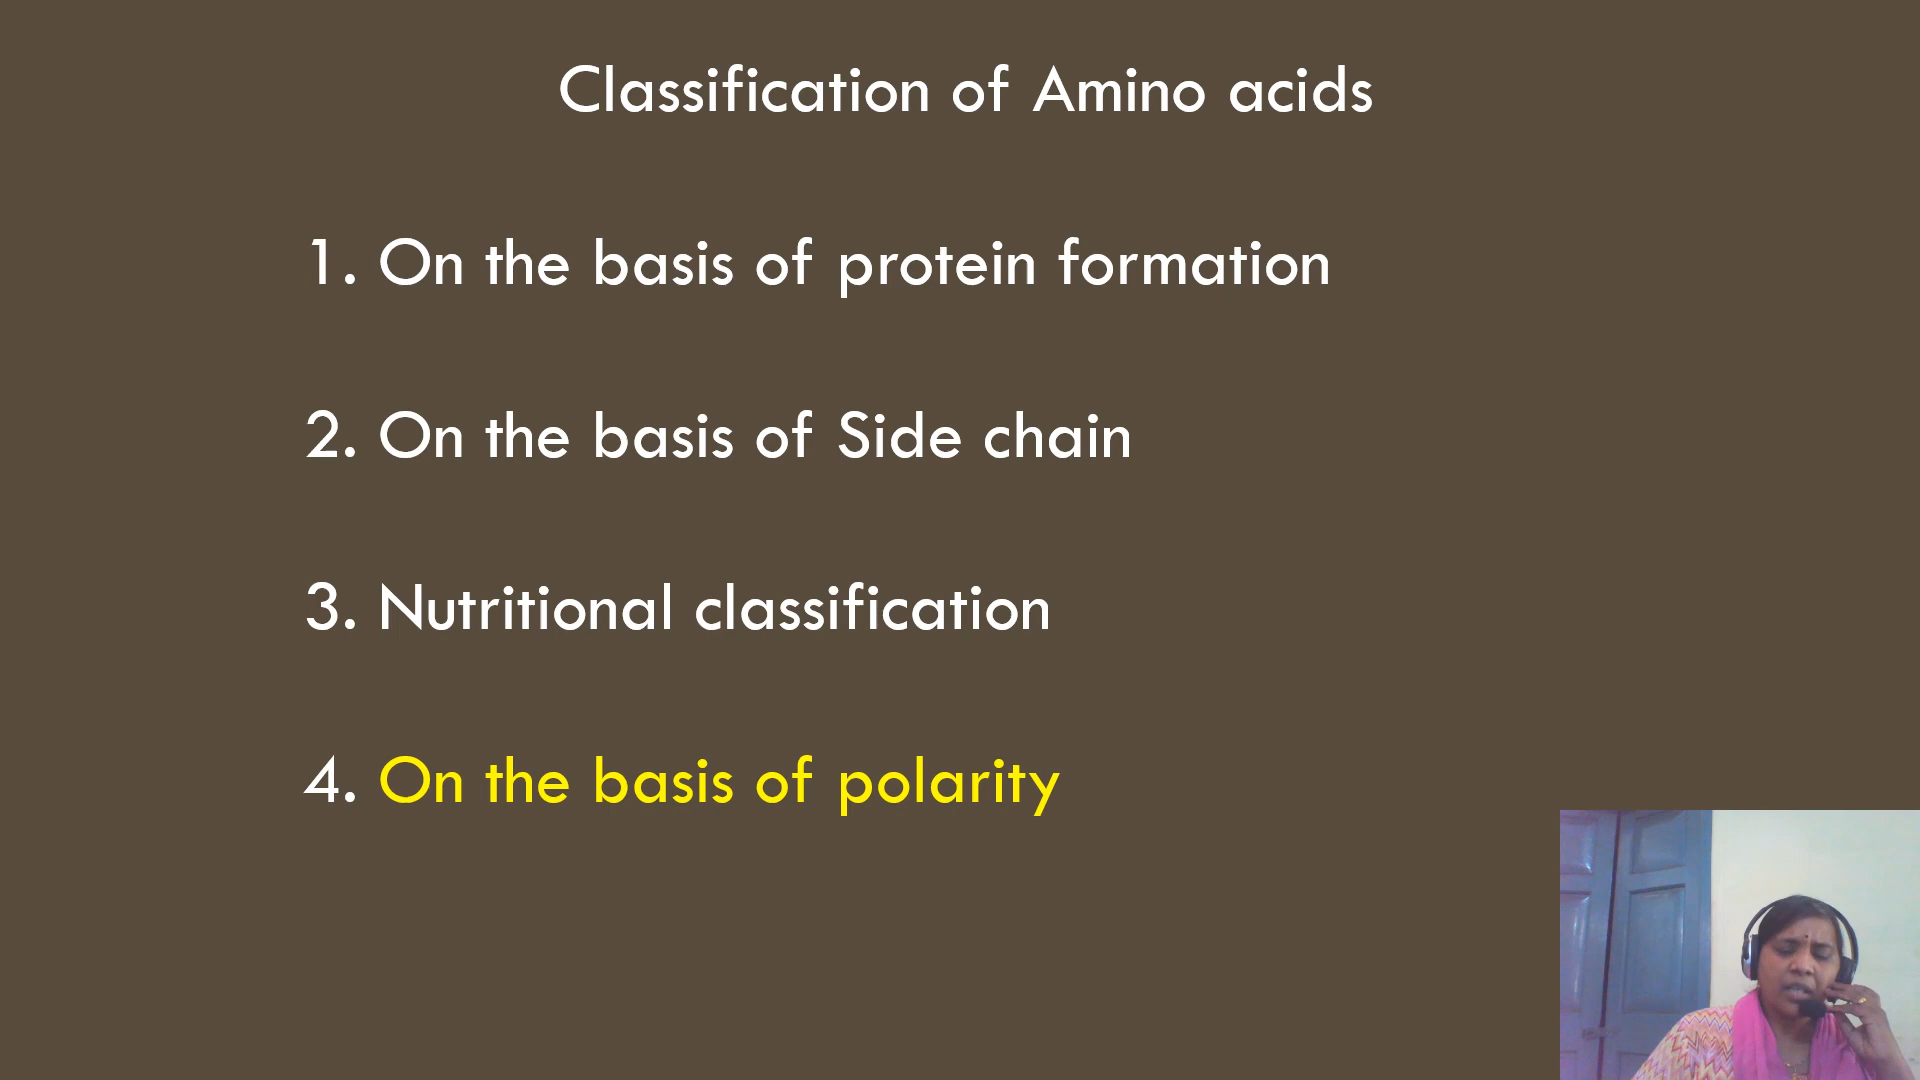 Classification of Amino acids
1. On the basis of protein formation
2. On the basis of Side chain
3. Nutritional classification
4. On the basis of polarity